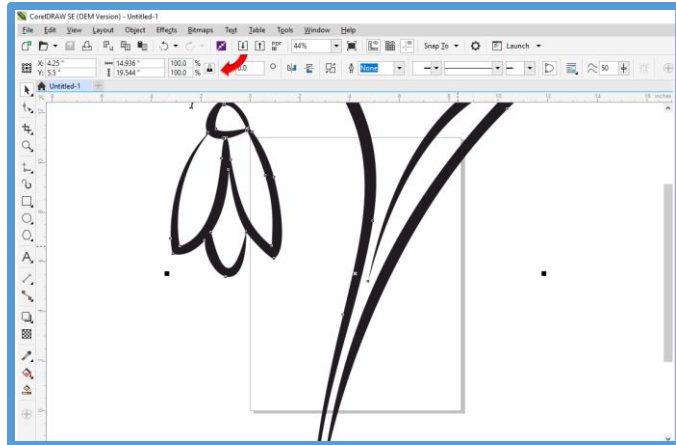 CorelDRAW SE (OEM Version) - Untitled-1
File Edit View Layout Object Effects Bitmaps Text Table Tools Window Help
44% Snap To Launch
X: 4.25 " 14.936 " 100.0 %
Y: 5.5 " 19.544 " 100.0 % None 50
Untitled-1
inches